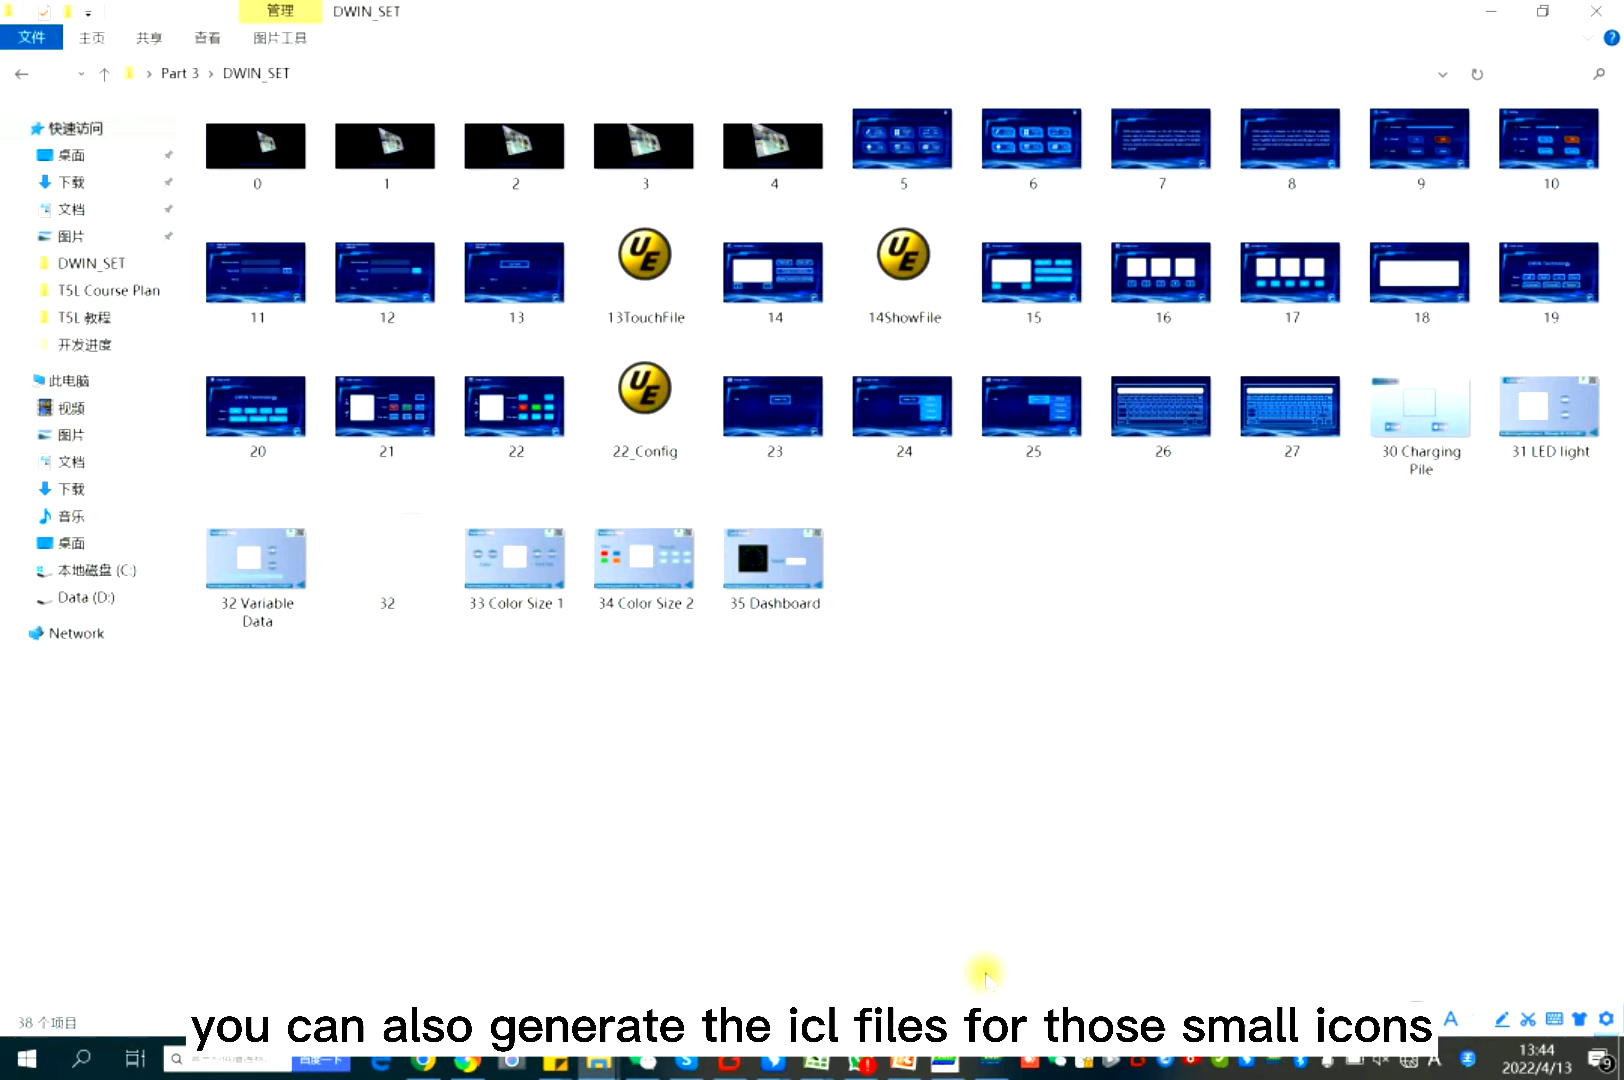 管理 DWIN_SET
文件 主页 共享 查看 图片工具
Part 3 › DWIN_SET
快速访问
桌面
下载
文档
图片
DWIN_SET
T5L Course Plan
T5L 教程
开发进度
此电脑
视频
图片
文档
下载
音乐
桌面
本地磁盘 (C:)
Data (D:)
Network
0 1 2 3 4 5 6 7 8 9 10
11 12 13 13TouchFile 14 14ShowFile 15 16 17 18 19
20 21 22 22_Config 23 24 25 26 27 30 Charging Pile 31 LED light
32 Variable Data 32 33 Color Size 1 34 Color Size 2 35 Dashboard
38 个项目
you can also generate the icl files for those small icons
百度一下
13:44
2022/4/13